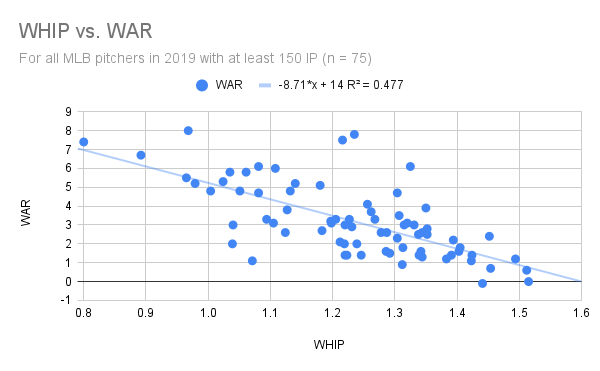 WHIP vs. WAR
For all MLB pitchers in 2019 with at least 150 IP (n = 75)
WAR -8.71*x + 14 R² = 0.477
9
8
7
6
5
4
3
2
1
0
-1
WAR
0.8 0.9 1.0 1.1 1.2 1.3 1.4 1.5 1.6
WHIP